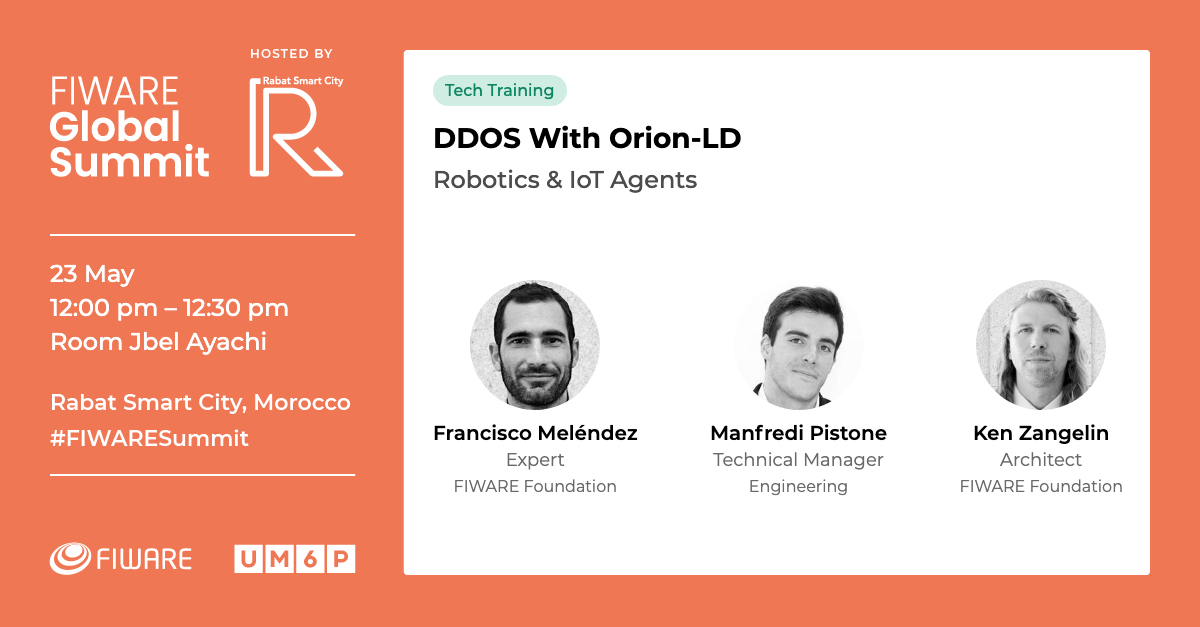 HOSTED BY
FIWARE
Global
Summit
Rabat Smart City
R
23 May
12:00 pm – 12:30 pm
Room Jbel Ayachi
Rabat Smart City, Morocco
#FIWARESummit
FIWARE
UM6P
Tech Training
DDOS With Orion-LD
Robotics & IoT Agents
Francisco Meléndez
Expert
FIWARE Foundation
Manfredi Pistone
Technical Manager
Engineering
Ken Zangelin
Architect
FIWARE Foundation